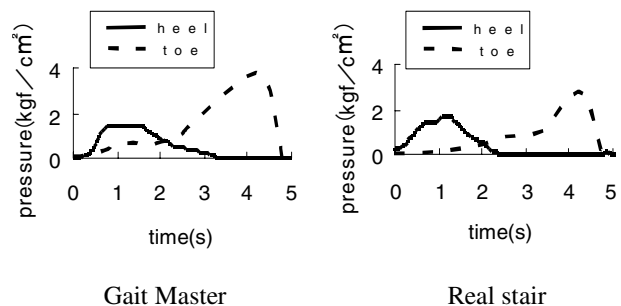 heel
toe
heel
toe
pressure(kgf/cm²)
4
2
0
0 1 2 3 4 5
time(s)
pressure(kgf/cm²)
4
2
0
0 1 2 3 4 5
time(s)
Gait Master
Real stair